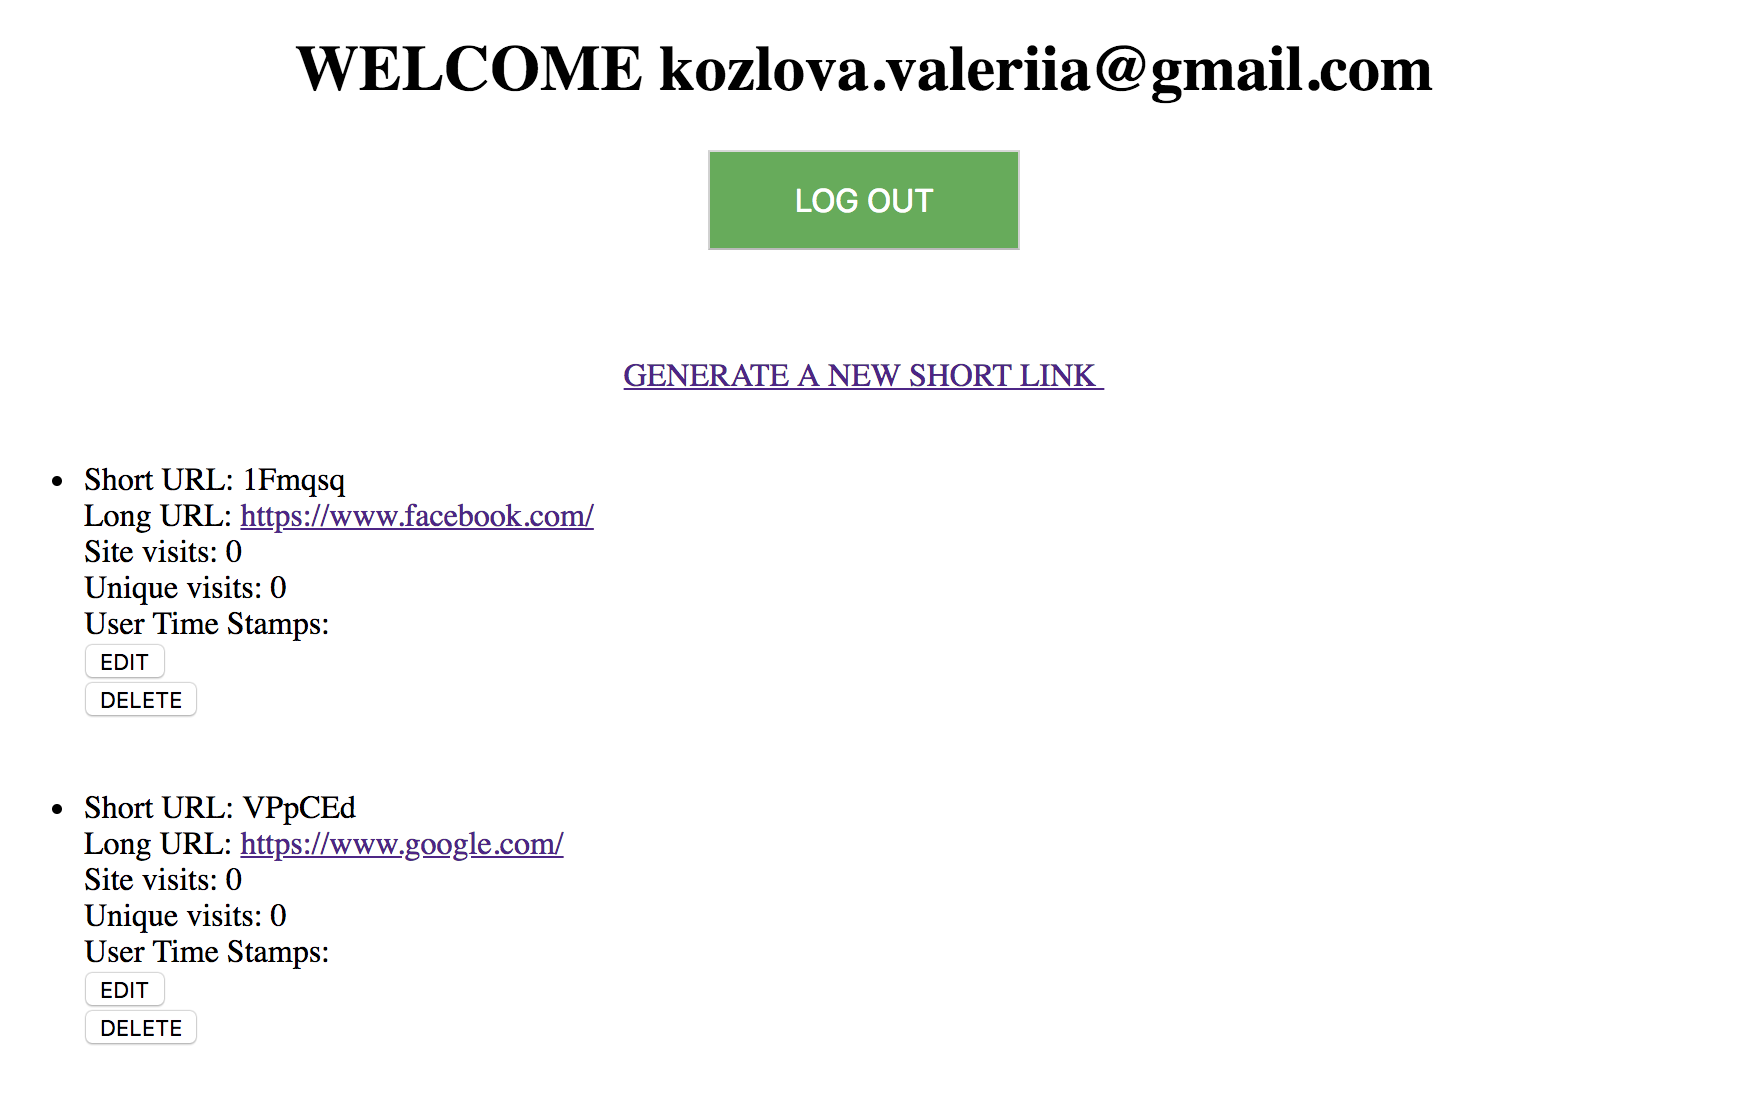 WELCOME kozlova.valeriia@gmail.com
LOG OUT
GENERATE A NEW SHORT LINK
Short URL: 1Fmqsq
Long URL: https://www.facebook.com/
Site visits: 0
Unique visits: 0
User Time Stamps:
EDIT
DELETE
Short URL: VPpCEd
Long URL: https://www.google.com/
Site visits: 0
Unique visits: 0
User Time Stamps:
EDIT
DELETE